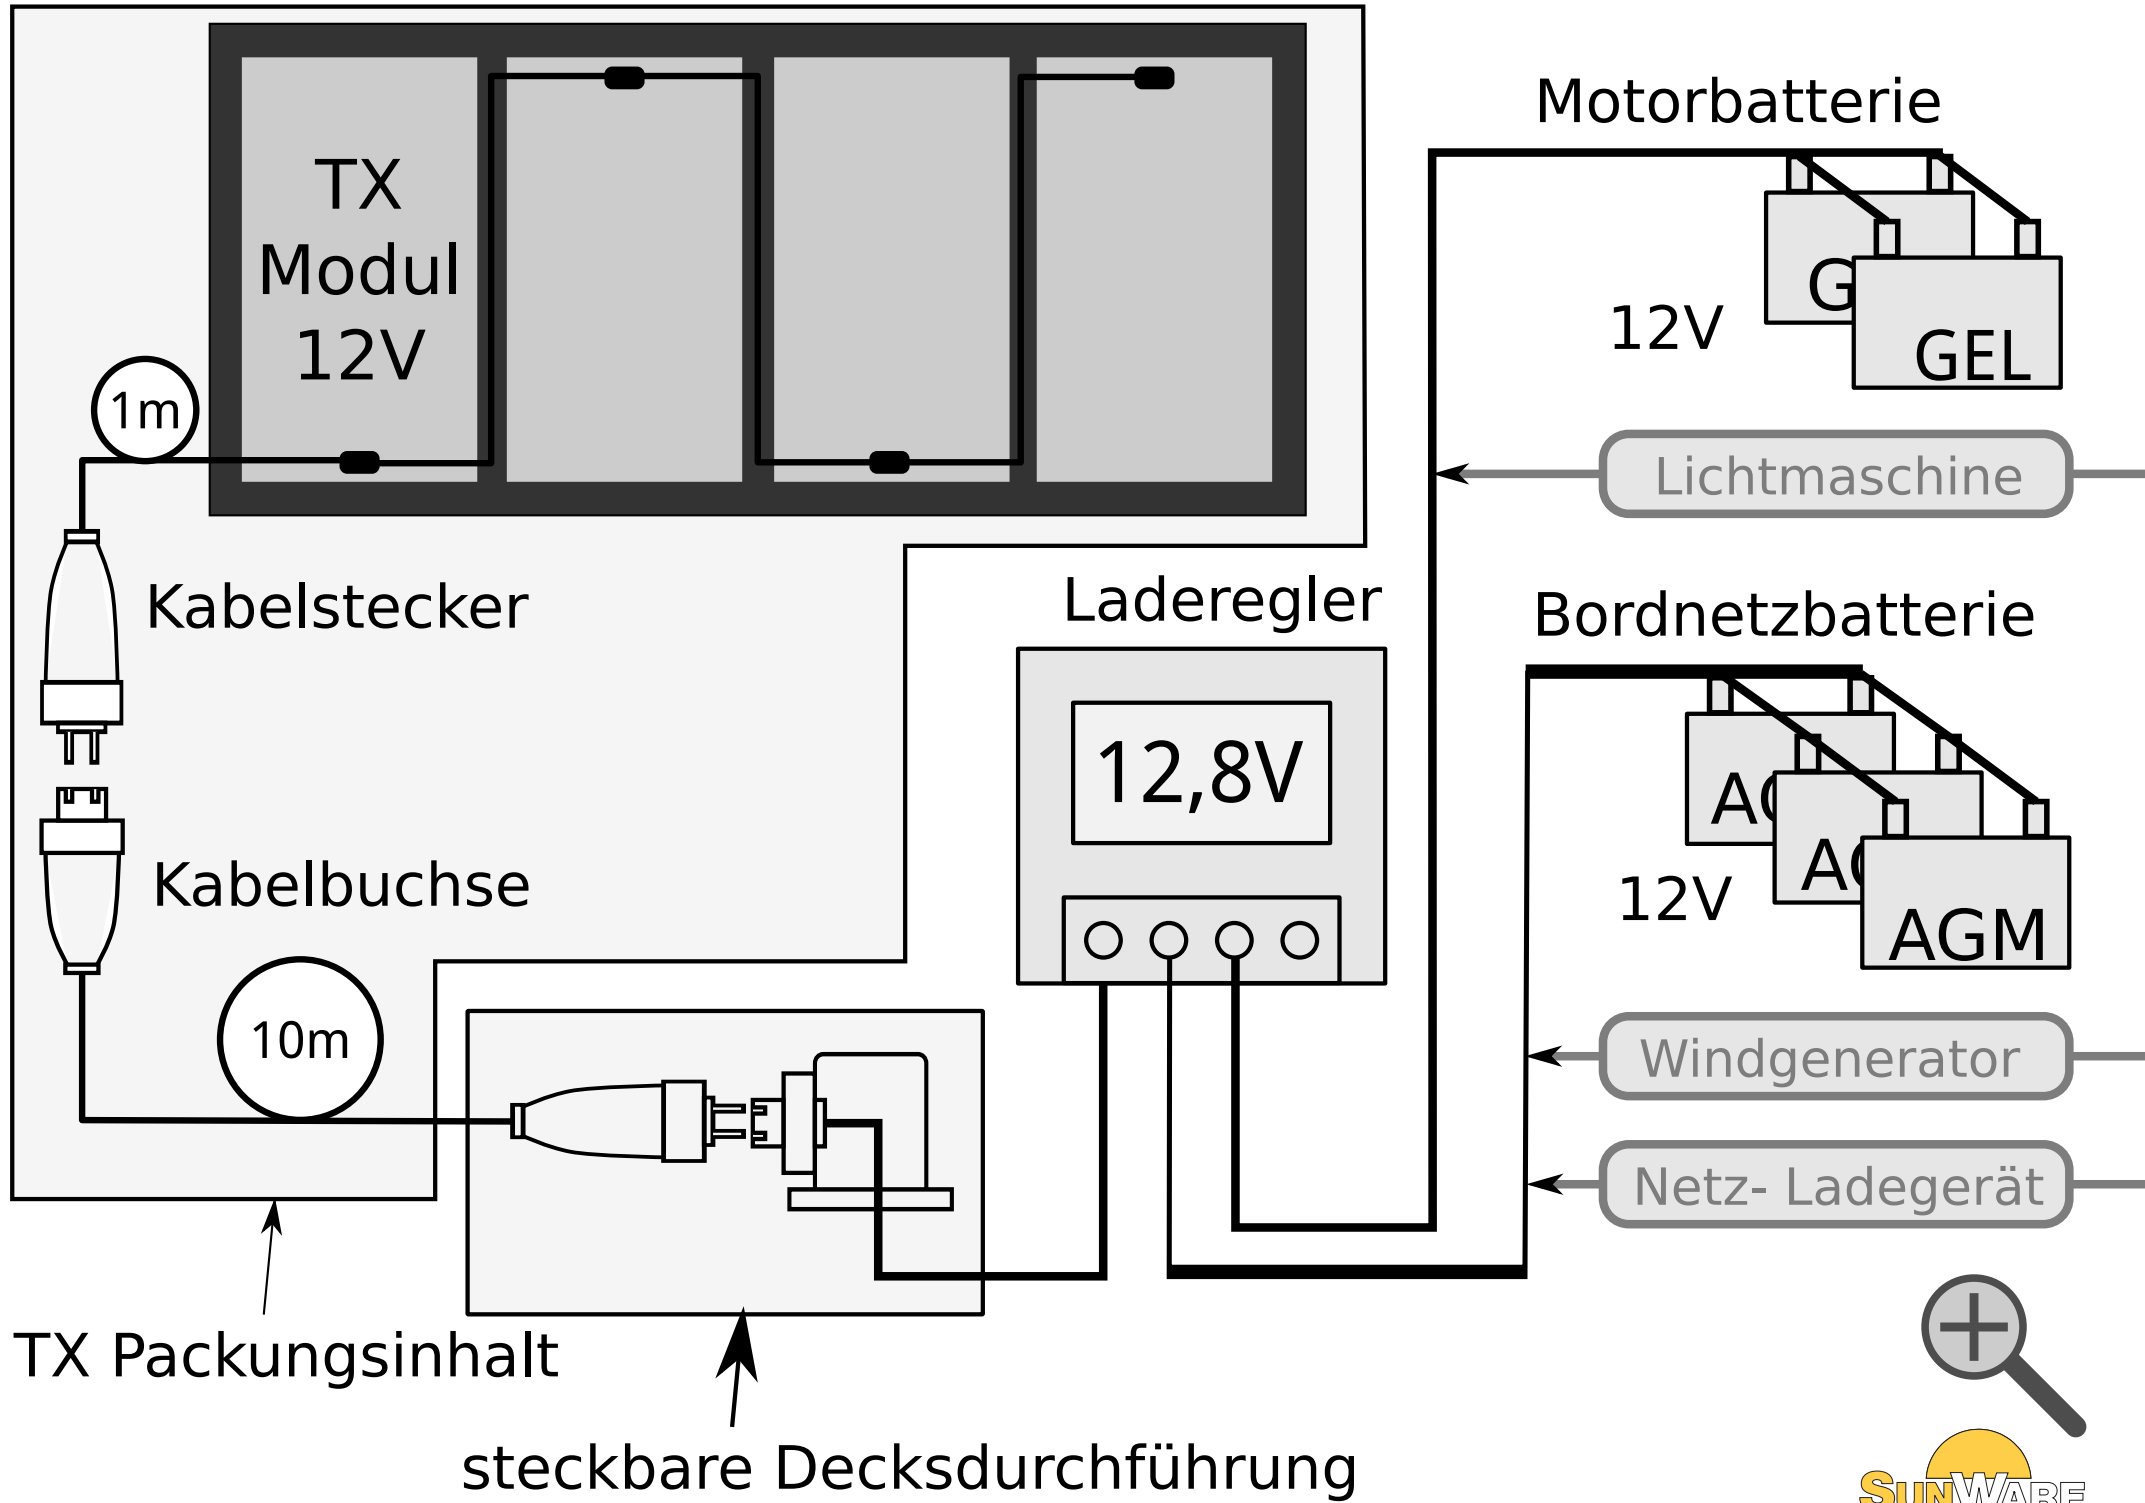 TX
Modul
12V
1m
Kabelstecker
Kabelbuchse
10m
TX Packungsinhalt
steckbare Decksdurchführung
Laderegler
12,8V
Motorbatterie
G
GEL
12V
Lichtmaschine
Bordnetzbatterie
A
A
AGM
12V
Windgenerator
Netz- Ladegerät
SUNWARE